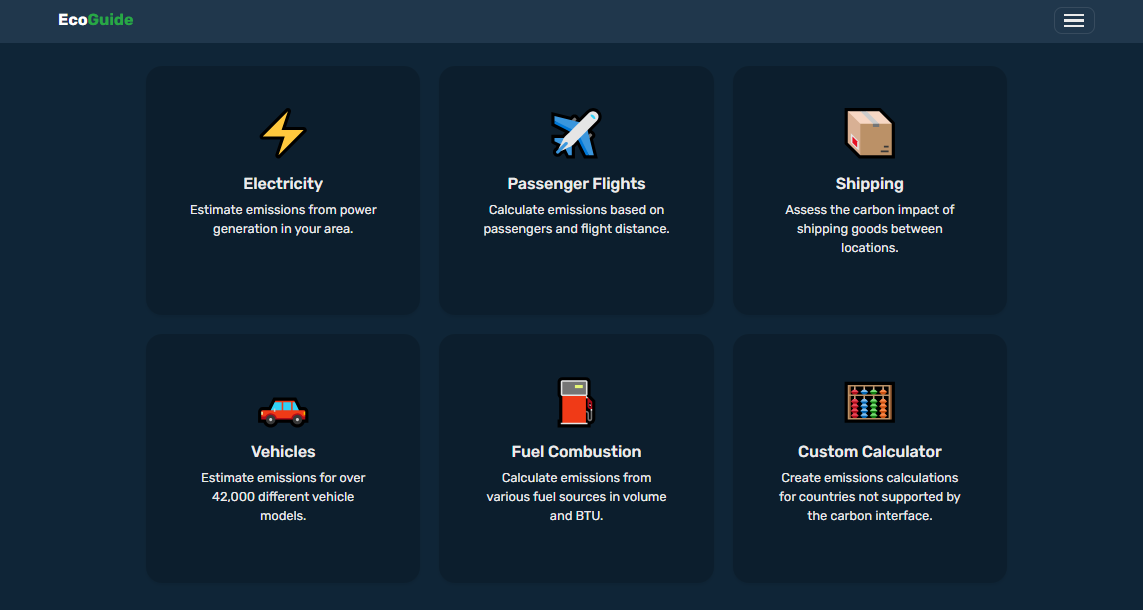 EcoGuide
Electricity
Estimate emissions from power
generation in your area.
Passenger Flights
Calculate emissions based on
passengers and flight distance.
Shipping
Assess the carbon impact of
shipping goods between
locations.
Vehicles
Estimate emissions for over
42,000 different vehicle
models.
Fuel Combustion
Calculate emissions from
various fuel sources in volume
and BTU.
Custom Calculator
Create emissions calculations
for countries not supported by
the carbon interface.